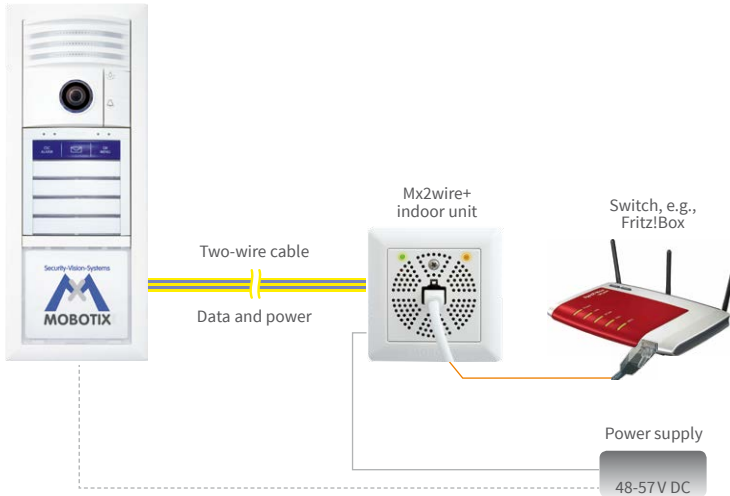 Security-Vision-Systems
MOBOTIX
Two-wire cable
Data and power
Mx2wire+
indoor unit
Switch, e.g.,
Fritz!Box
Power supply
48-57 V DC